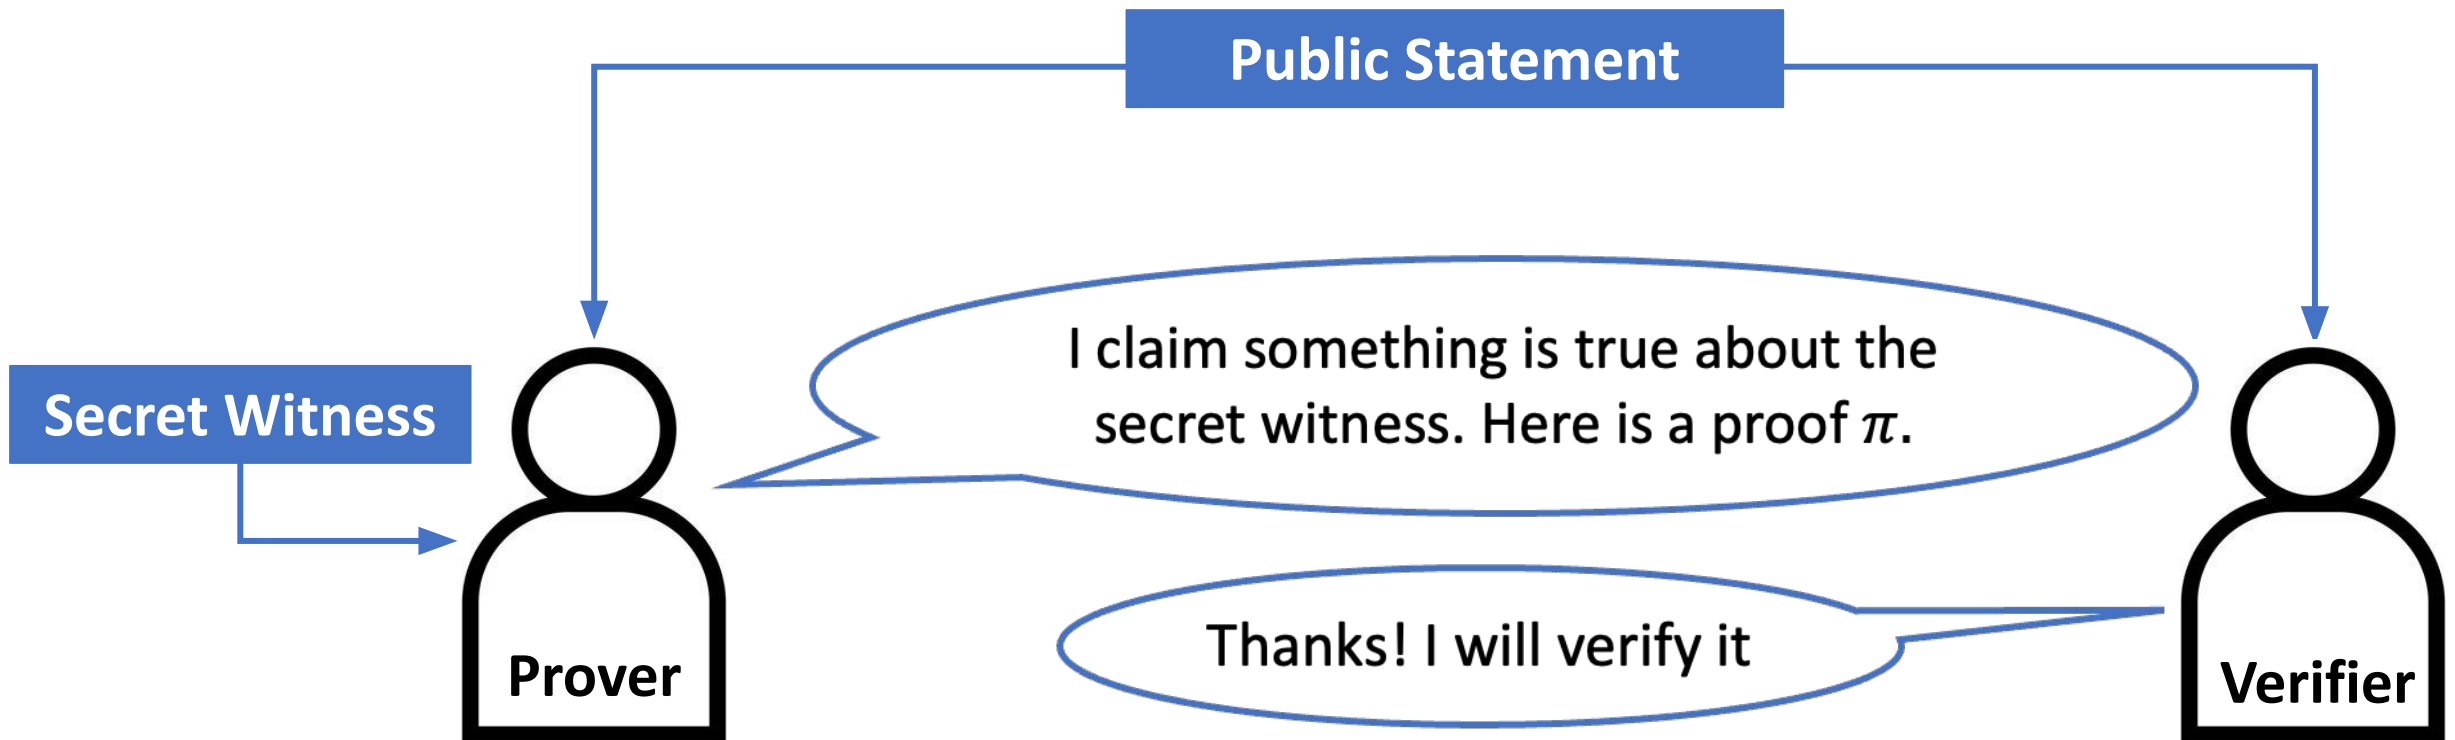 Public Statement
I claim something is true about the
secret witness. Here is a proof π.
Secret Witness
Thanks! I will verify it
Prover
Verifier